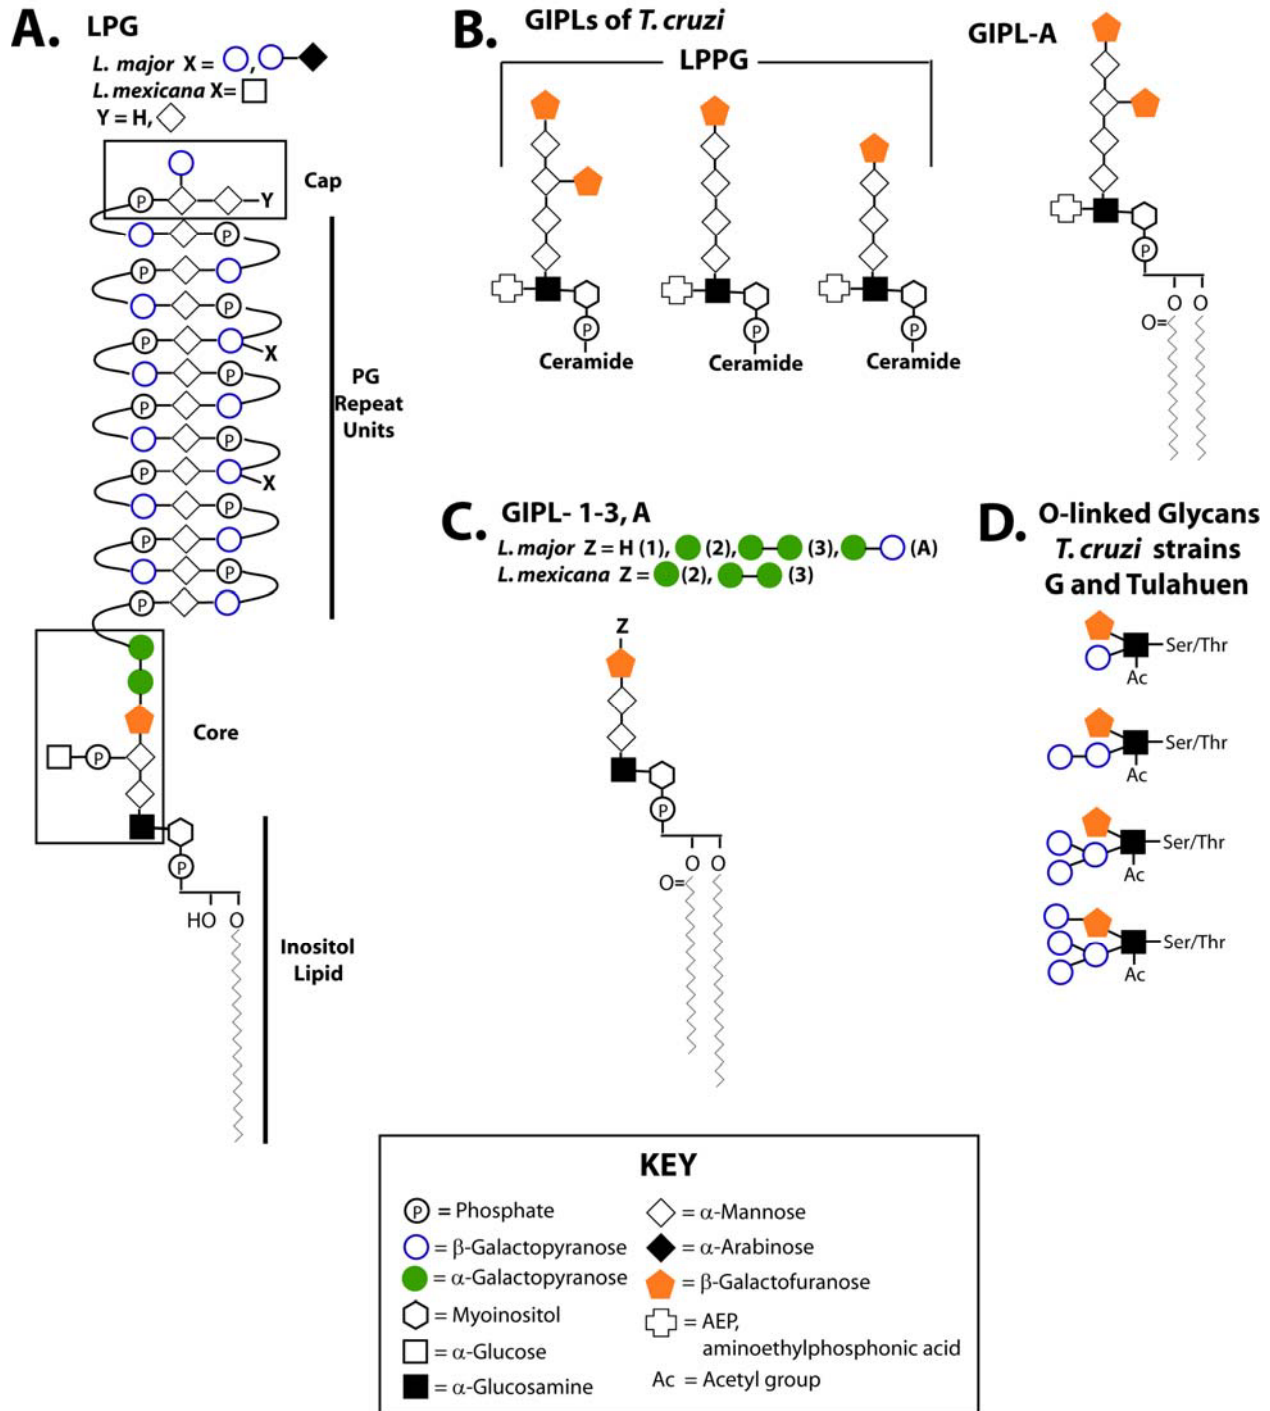 A. LPG
L. major X = ,
L. mexicana X=
Y = H,
P Y
Cap
P
P
P
P
P X
P
P
P
P X
P
P
P
P
PG
Repeat
Units
Core
P
P
HO O
Inositol
Lipid
B. GIPLs of T. cruzi
LPPG
P P P
Ceramide Ceramide Ceramide
GIPL-A
P
O O
O=
C. GIPL- 1-3, A
L. major Z = H (1), (2), (3), (A)
L. mexicana Z = (2), (3)
Z
P
O O
O=
D. O-linked Glycans
T. cruzi strains
G and Tulahuen
Ser/Thr
Ac
Ser/Thr
Ac
Ser/Thr
Ac
Ser/Thr
Ac
KEY
P = Phosphate
= β-Galactopyranose
= α-Galactopyranose
= Myoinositol
= α-Glucose
= α-Glucosamine
= α-Mannose
= α-Arabinose
= β-Galactofuranose
= AEP,
aminoethylphosphonic acid
Ac = Acetyl group